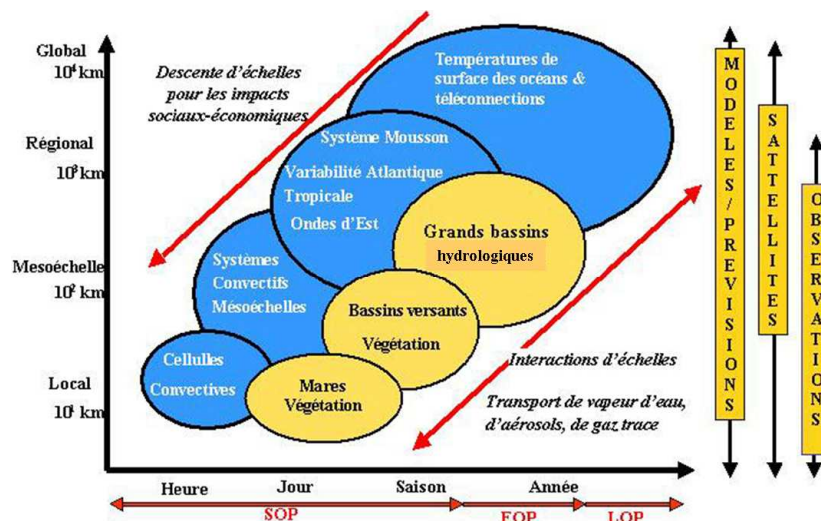 Global
10⁴ km
Régional
10³ km
Mesoéchelle
10² km
Local
10¹ km
Descente d'échelles
pour les impacts
sociaux-économiques
Températures de
surface des océans &
téléconnections
Système Mousson
Variabilité Atlantique
Tropicale
Ondes d'Est
Grands bassins
hydrologiques
Systèmes
Convectifs
Mésoéchelles
Bassins versants
Végétation
Cellules
Convectives
Mares
Végétation
Interactions d'échelles
Transport de vapeur d'eau,
d'aérosols, de gaz trace
MODELES/PREVISIONS
SATTELLITES
OBSERVATIONS
Heure Jour Saison Année
SOP EOP LOP